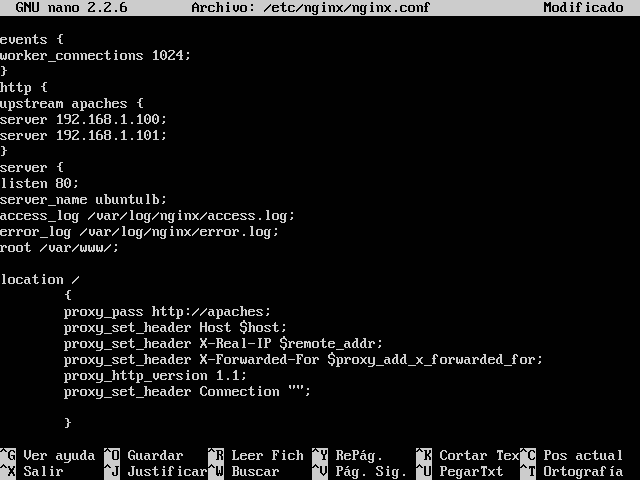 GNU nano 2.2.6 Archivo: /etc/nginx/nginx.conf Modificado
events {
worker_connections 1024;
}
http {
upstream apaches {
server 192.168.1.100;
server 192.168.1.101;
}
server {
listen 80;
server_name ubuntulb;
access_log /var/log/nginx/access.log;
error_log /var/log/nginx/error.log;
root /var/www/;
location /
{
proxy_pass http://apaches;
proxy_set_header Host $host;
proxy_set_header X-Real-IP $remote_addr;
proxy_set_header X-Forwarded-For $proxy_add_x_forwarded_for;
proxy_http_version 1.1;
proxy_set_header Connection "";
}
^G Ver ayuda ^O Guardar ^R Leer Fich ^Y RePág. ^K Cortar Tex ^C Pos actual
^X Salir ^J Justificar ^W Buscar ^V Pág. Sig. ^U PegarTxt ^T Ortografía